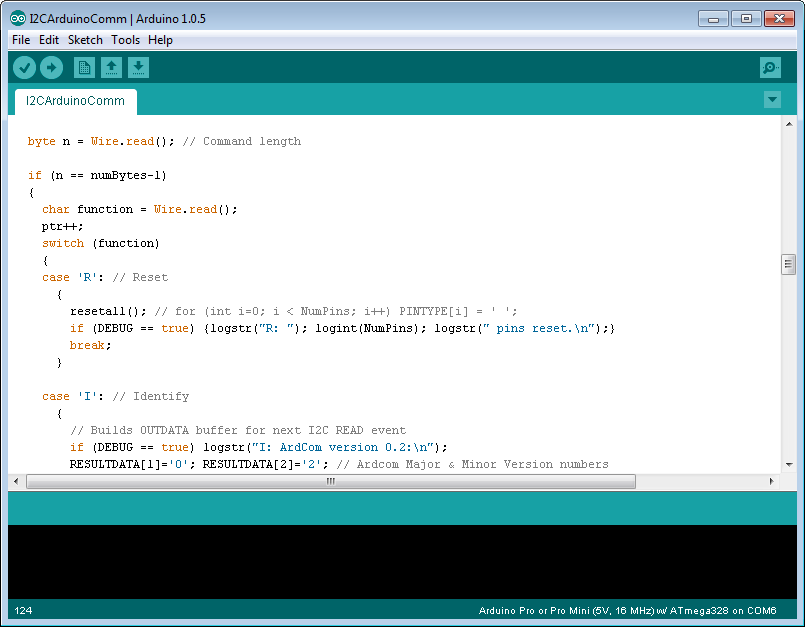 I2CArduinoComm | Arduino 1.0.5
File Edit Sketch Tools Help
I2CArduinoComm
byte n = Wire.read(); // Command length
if (n == numBytes-1)
{
char function = Wire.read();
ptr++;
switch (function)
{
case 'R': // Reset
{
resetall(); // for (int i=0; i < NumPins; i++) PINTYPE[i] = ' ';
if (DEBUG == true) {logstr("R: "); logint(NumPins); logstr(" pins reset.\n");}
break;
}
case 'I': // Identify
{
// Builds OUTDATA buffer for next I2C READ event
if (DEBUG == true) logstr("I: ArdCom version 0.2:\n");
RESULTDATA[1]='0'; RESULTDATA[2]='2'; // Ardcom Major & Minor Version numbers
124
Arduino Pro or Pro Mini (5V, 16 MHz) w/ ATmega328 on COM6